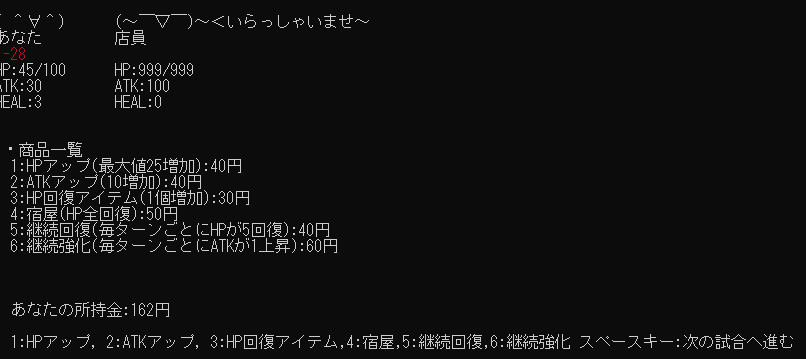 ^∀^)　　　(～￣▽￣)～<いらっしゃいませ～
あなた　　　店員
-28
HP:45/100　　　HP:999/999
ATK:30　　　ATK:100
HEAL:3　　　HEAL:0
・商品一覧
1:HPアップ(最大値25増加):40円
2:ATKアップ(10増加):40円
3:HP回復アイテム(1個増加):30円
4:宿屋(HP全回復):50円
5:継続回復(毎ターンごとにHPが5回復):40円
6:継続強化(毎ターンごとにATKが1上昇):60円
あなたの所持金:162円
1:HPアップ, 2:ATKアップ, 3:HP回復アイテム,4:宿屋,5:継続回復,6:継続強化 スペースキー:次の試合へ進む